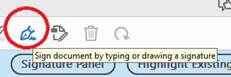 Sign document by typing or drawing a signature
Signature Panel
Highlight Existing